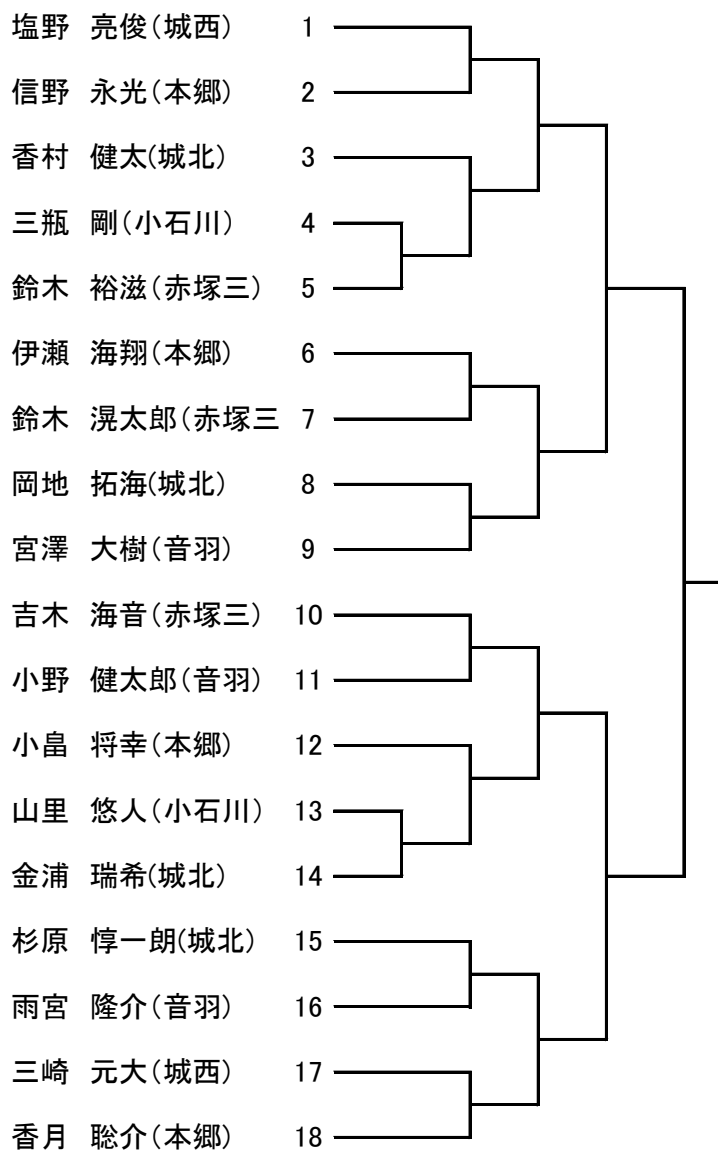 塩野 亮俊(城西) 1
信野 永光(本郷) 2
香村 健太(城北) 3
三瓶 剛(小石川) 4
鈴木 裕滋(赤塚三) 5
伊瀬 海翔(本郷) 6
鈴木 滉太郎(赤塚三 7
岡地 拓海(城北) 8
宮澤 大樹(音羽) 9
吉木 海音(赤塚三) 10
小野 健太郎(音羽) 11
小畠 将幸(本郷) 12
山里 悠人(小石川) 13
金浦 瑞希(城北) 14
杉原 惇一朗(城北) 15
雨宮 隆介(音羽) 16
三崎 元大(城西) 17
香月 聡介(本郷) 18